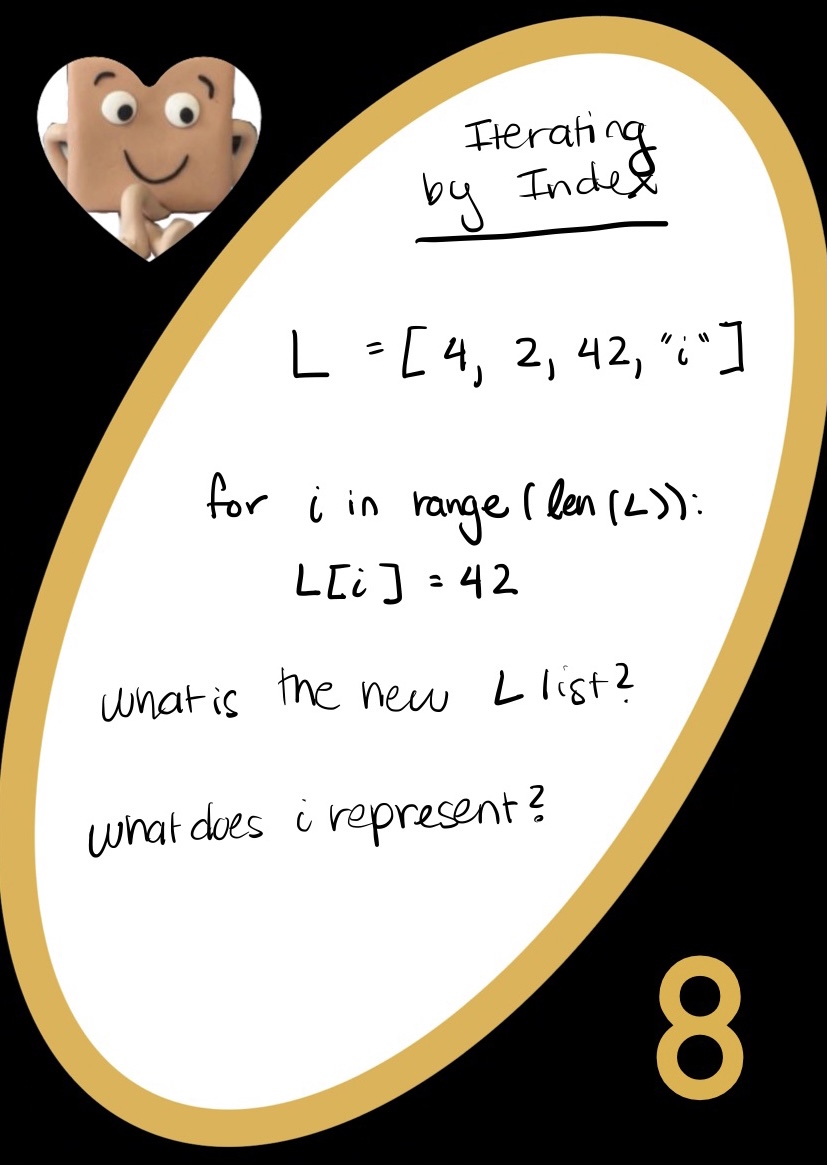 Iterating
by Index
L = [4, 2, 42, "i"]
for i in range(len(L)):
L[i] = 42
what is the new L list?
what does i represent?
8